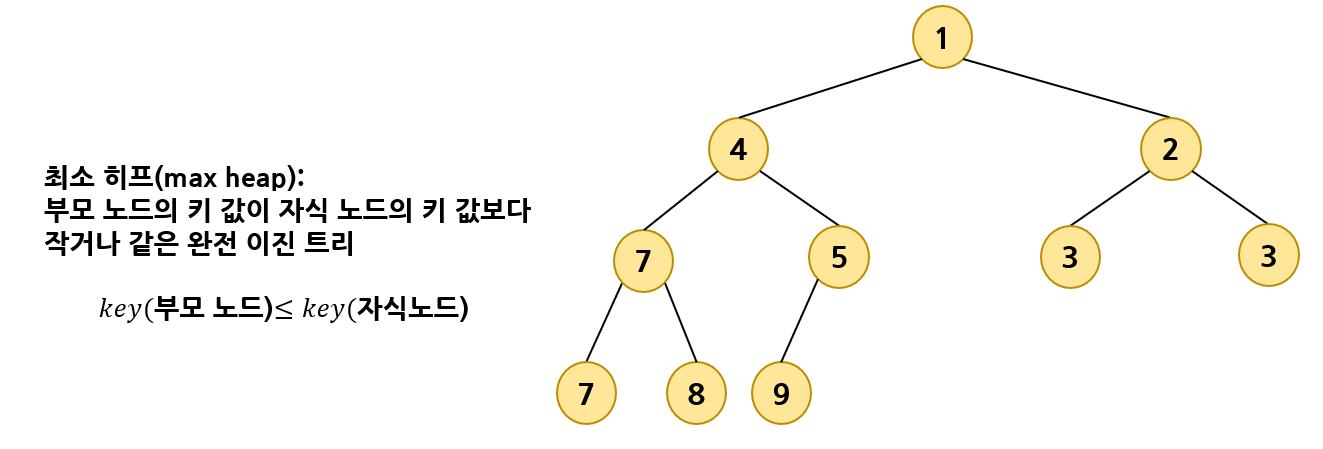 최소 히프(max heap):
부모 노드의 키 값이 자식 노드의 키 값보다
작거나 같은 완전 이진 트리
key(부모 노드)≤ key(자식노드)
1
4
2
7
5
3
3
7
8
9